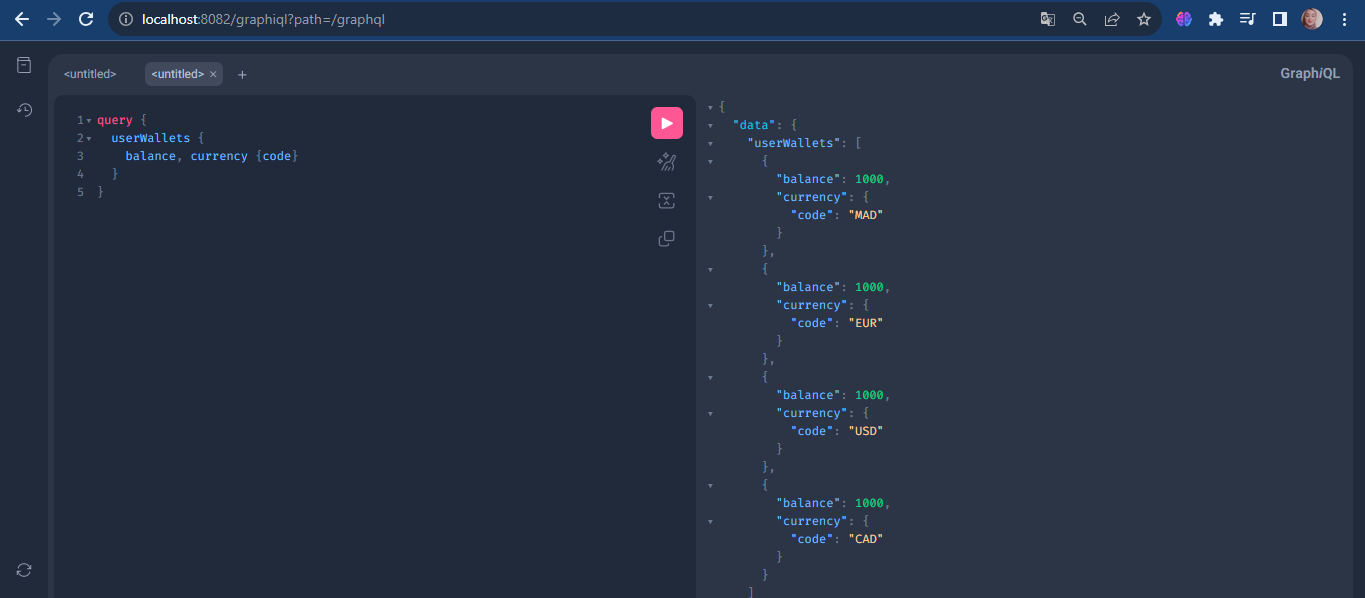 localhost:8082/graphiql?path=/graphql
<untitled> <untitled> × + GraphiQL
1 query {
2   userWallets {
3     balance, currency {code}
4   }
5 }
{
  "data": {
    "userWallets": [
      {
        "balance": 1000,
        "currency": {
          "code": "MAD"
        }
      },
      {
        "balance": 1000,
        "currency": {
          "code": "EUR"
        }
      },
      {
        "balance": 1000,
        "currency": {
          "code": "USD"
        }
      },
      {
        "balance": 1000,
        "currency": {
          "code": "CAD"
        }
      }
    ]